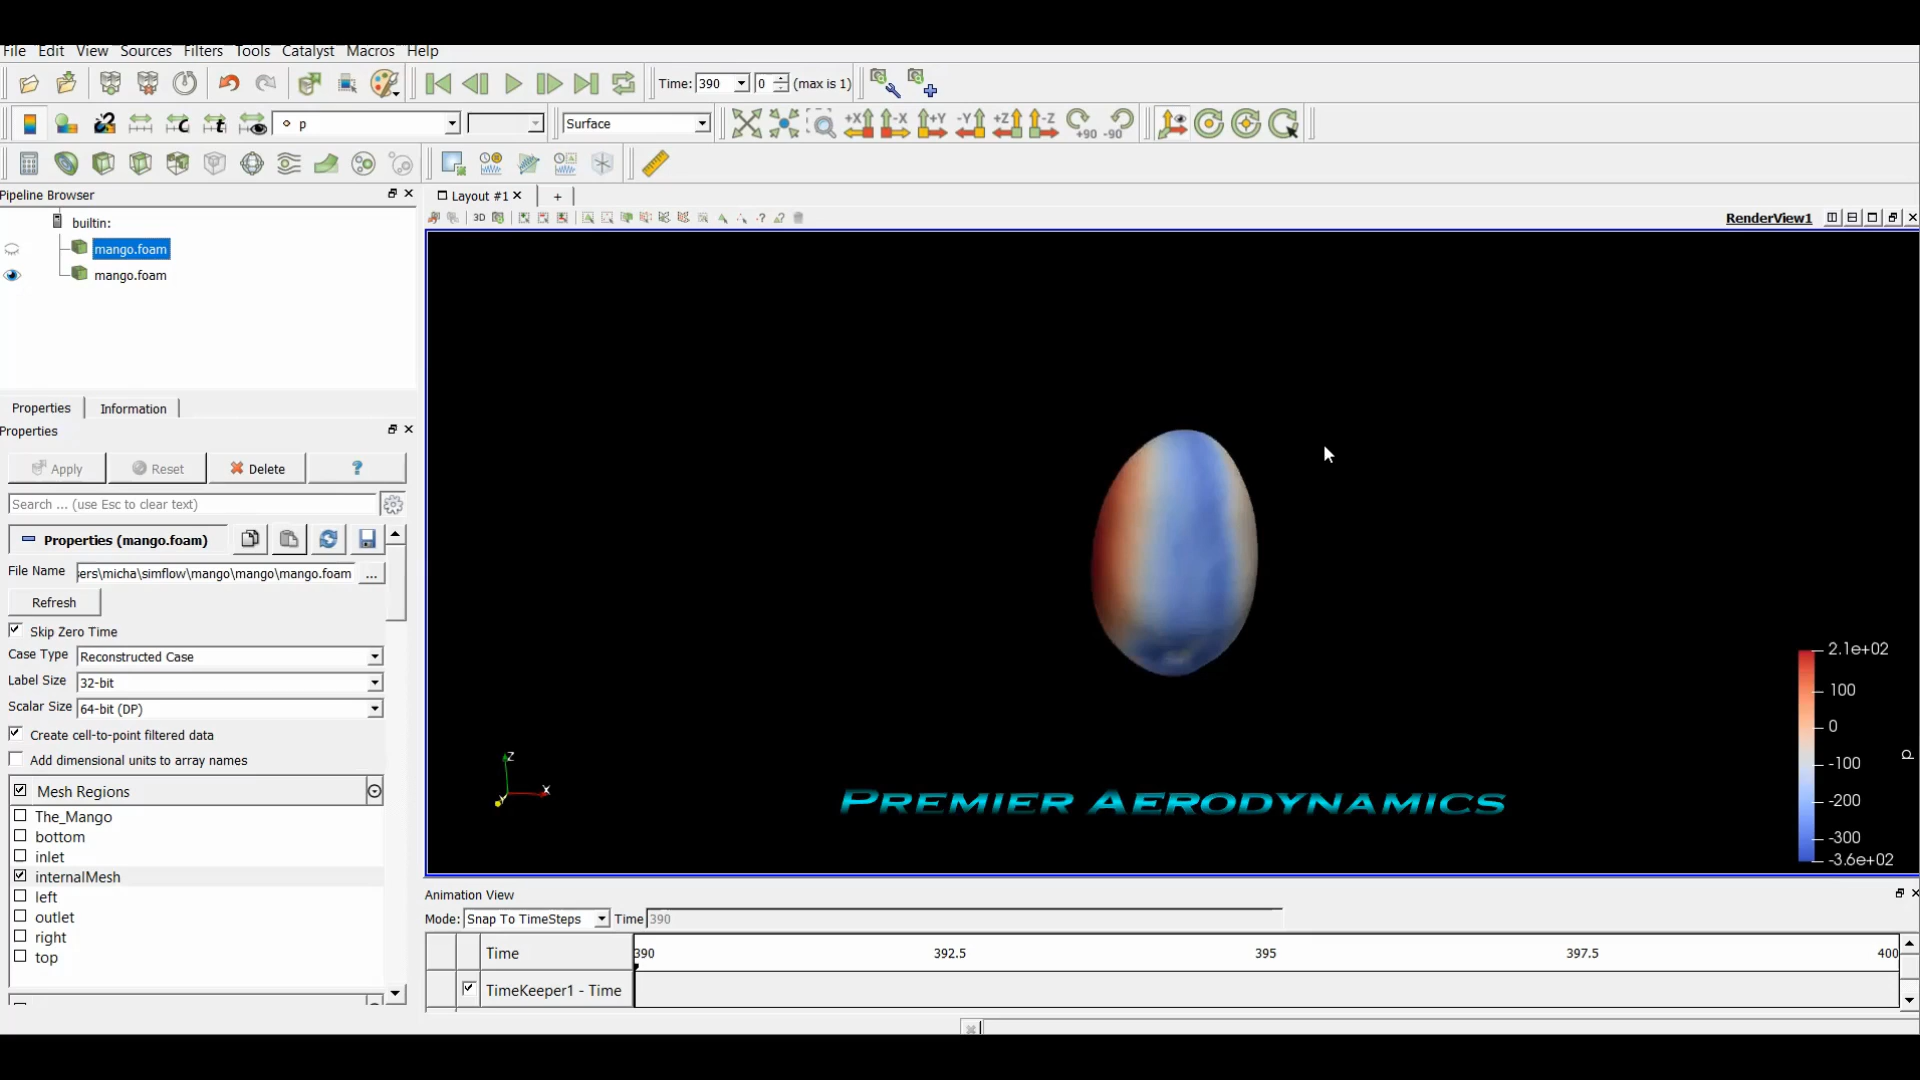 File Edit View Sources Filters Tools Catalyst Macros Help
Time: 390 0 (max is 1)
p Surface +X -X +Y -Y +Z -Z +90 -90
Pipeline Browser
Layout #1 +
builtin:
3D
RenderView1
mango.foam
mango.foam
Properties Information
Properties
Apply Reset Delete ?
Search ... (use Esc to clear text)
Properties (mango.foam)
File Name ers\micha\simflow\mango\mango\mango.foam ...
Refresh
Skip Zero Time
Case Type Reconstructed Case
Label Size 32-bit
Scalar Size 64-bit (DP)
Create cell-to-point filtered data
Add dimensional units to array names
Mesh Regions
The_Mango
bottom
inlet
internalMesh
left
outlet
right
top
2.1e+02
100
0
-100
-200
-300
-3.6e+02
p
Z
Y
X
PREMIER AERODYNAMICS
Animation View
Mode: Snap To TimeSteps Time 390
Time 390 392.5 395 397.5 400
TimeKeeper1 - Time